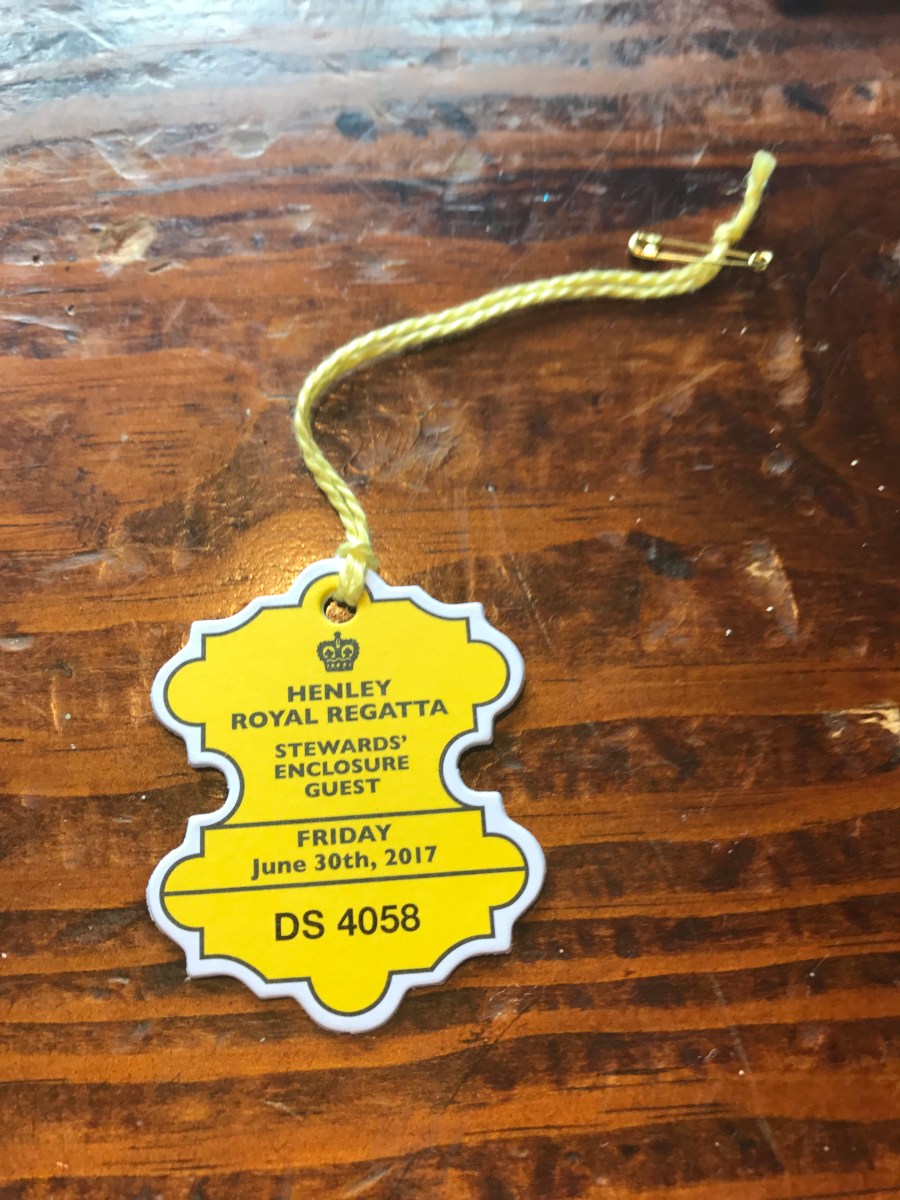 HENLEY
ROYAL REGATTA
STEWARDS'
ENCLOSURE
GUEST
FRIDAY
June 30th, 2017
DS 4058